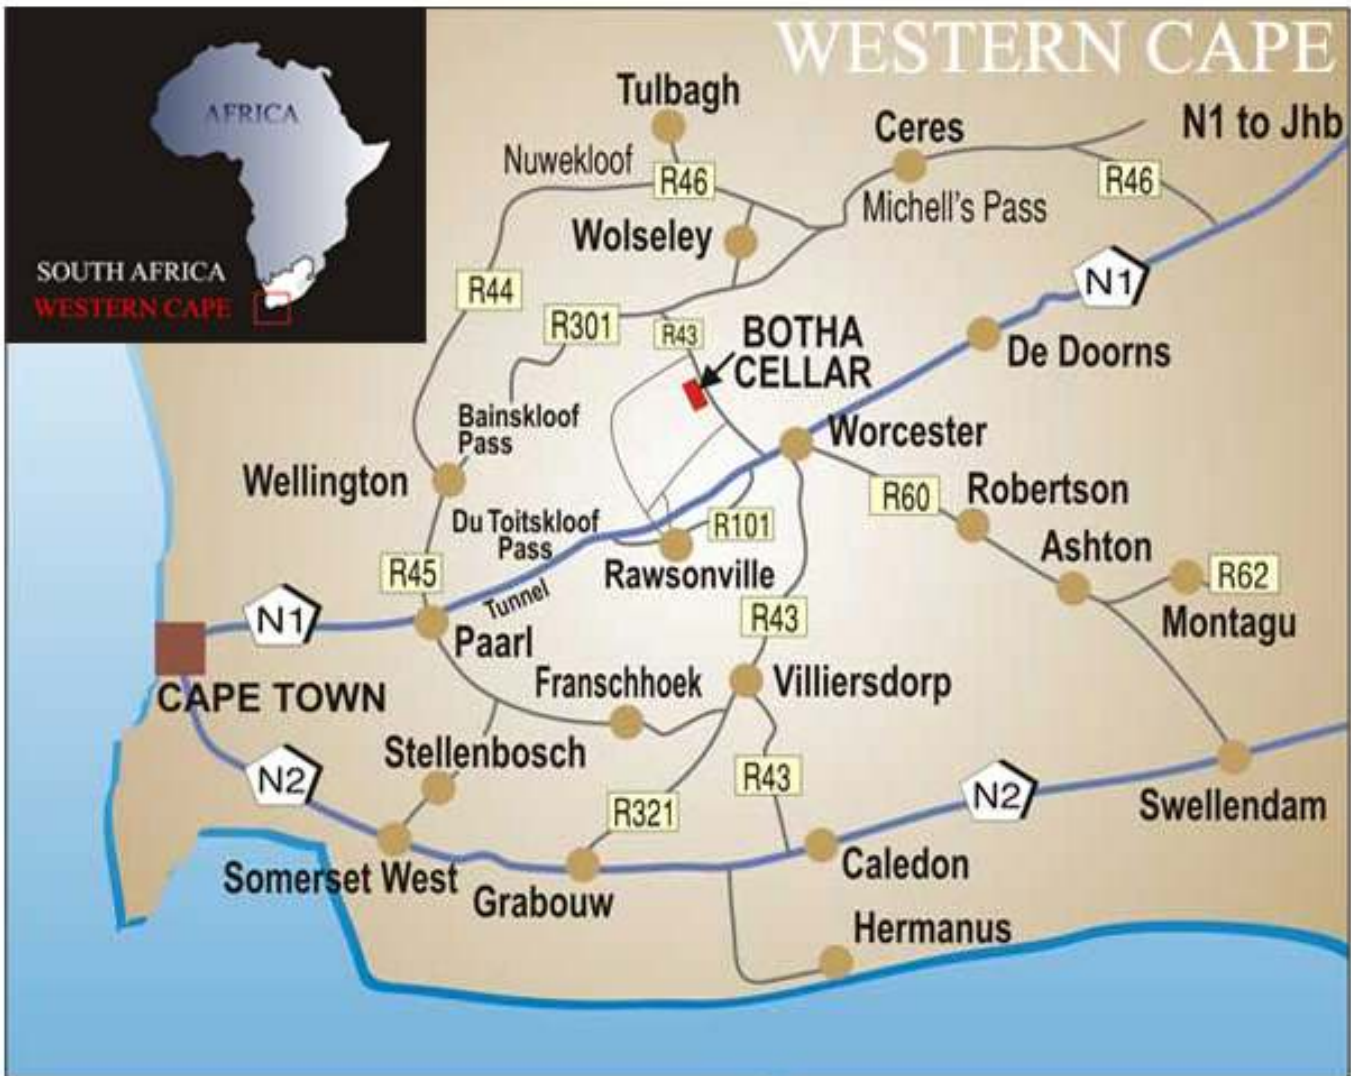 WESTERN CAPE
AFRICA
SOUTH AFRICA
WESTERN CAPE
Tulbagh
Ceres
N1 to Jhb
Nuwekloof
R46
R46
Michell's Pass
Wolseley
R44
N1
R301
R43
BOTHA
CELLAR
De Doorns
Bainskloof
Pass
Worcester
Wellington
R60
Robertson
Du Toitskloof
Pass
R101
Ashton
R45
Tunnel
Rawsonville
R62
N1
R43
Montagu
Paarl
CAPE TOWN
Franschhoek
Villiersdorp
Stellenbosch
N2
R43
N2
R321
Swellendam
Somerset West
Grabouw
Caledon
Hermanus